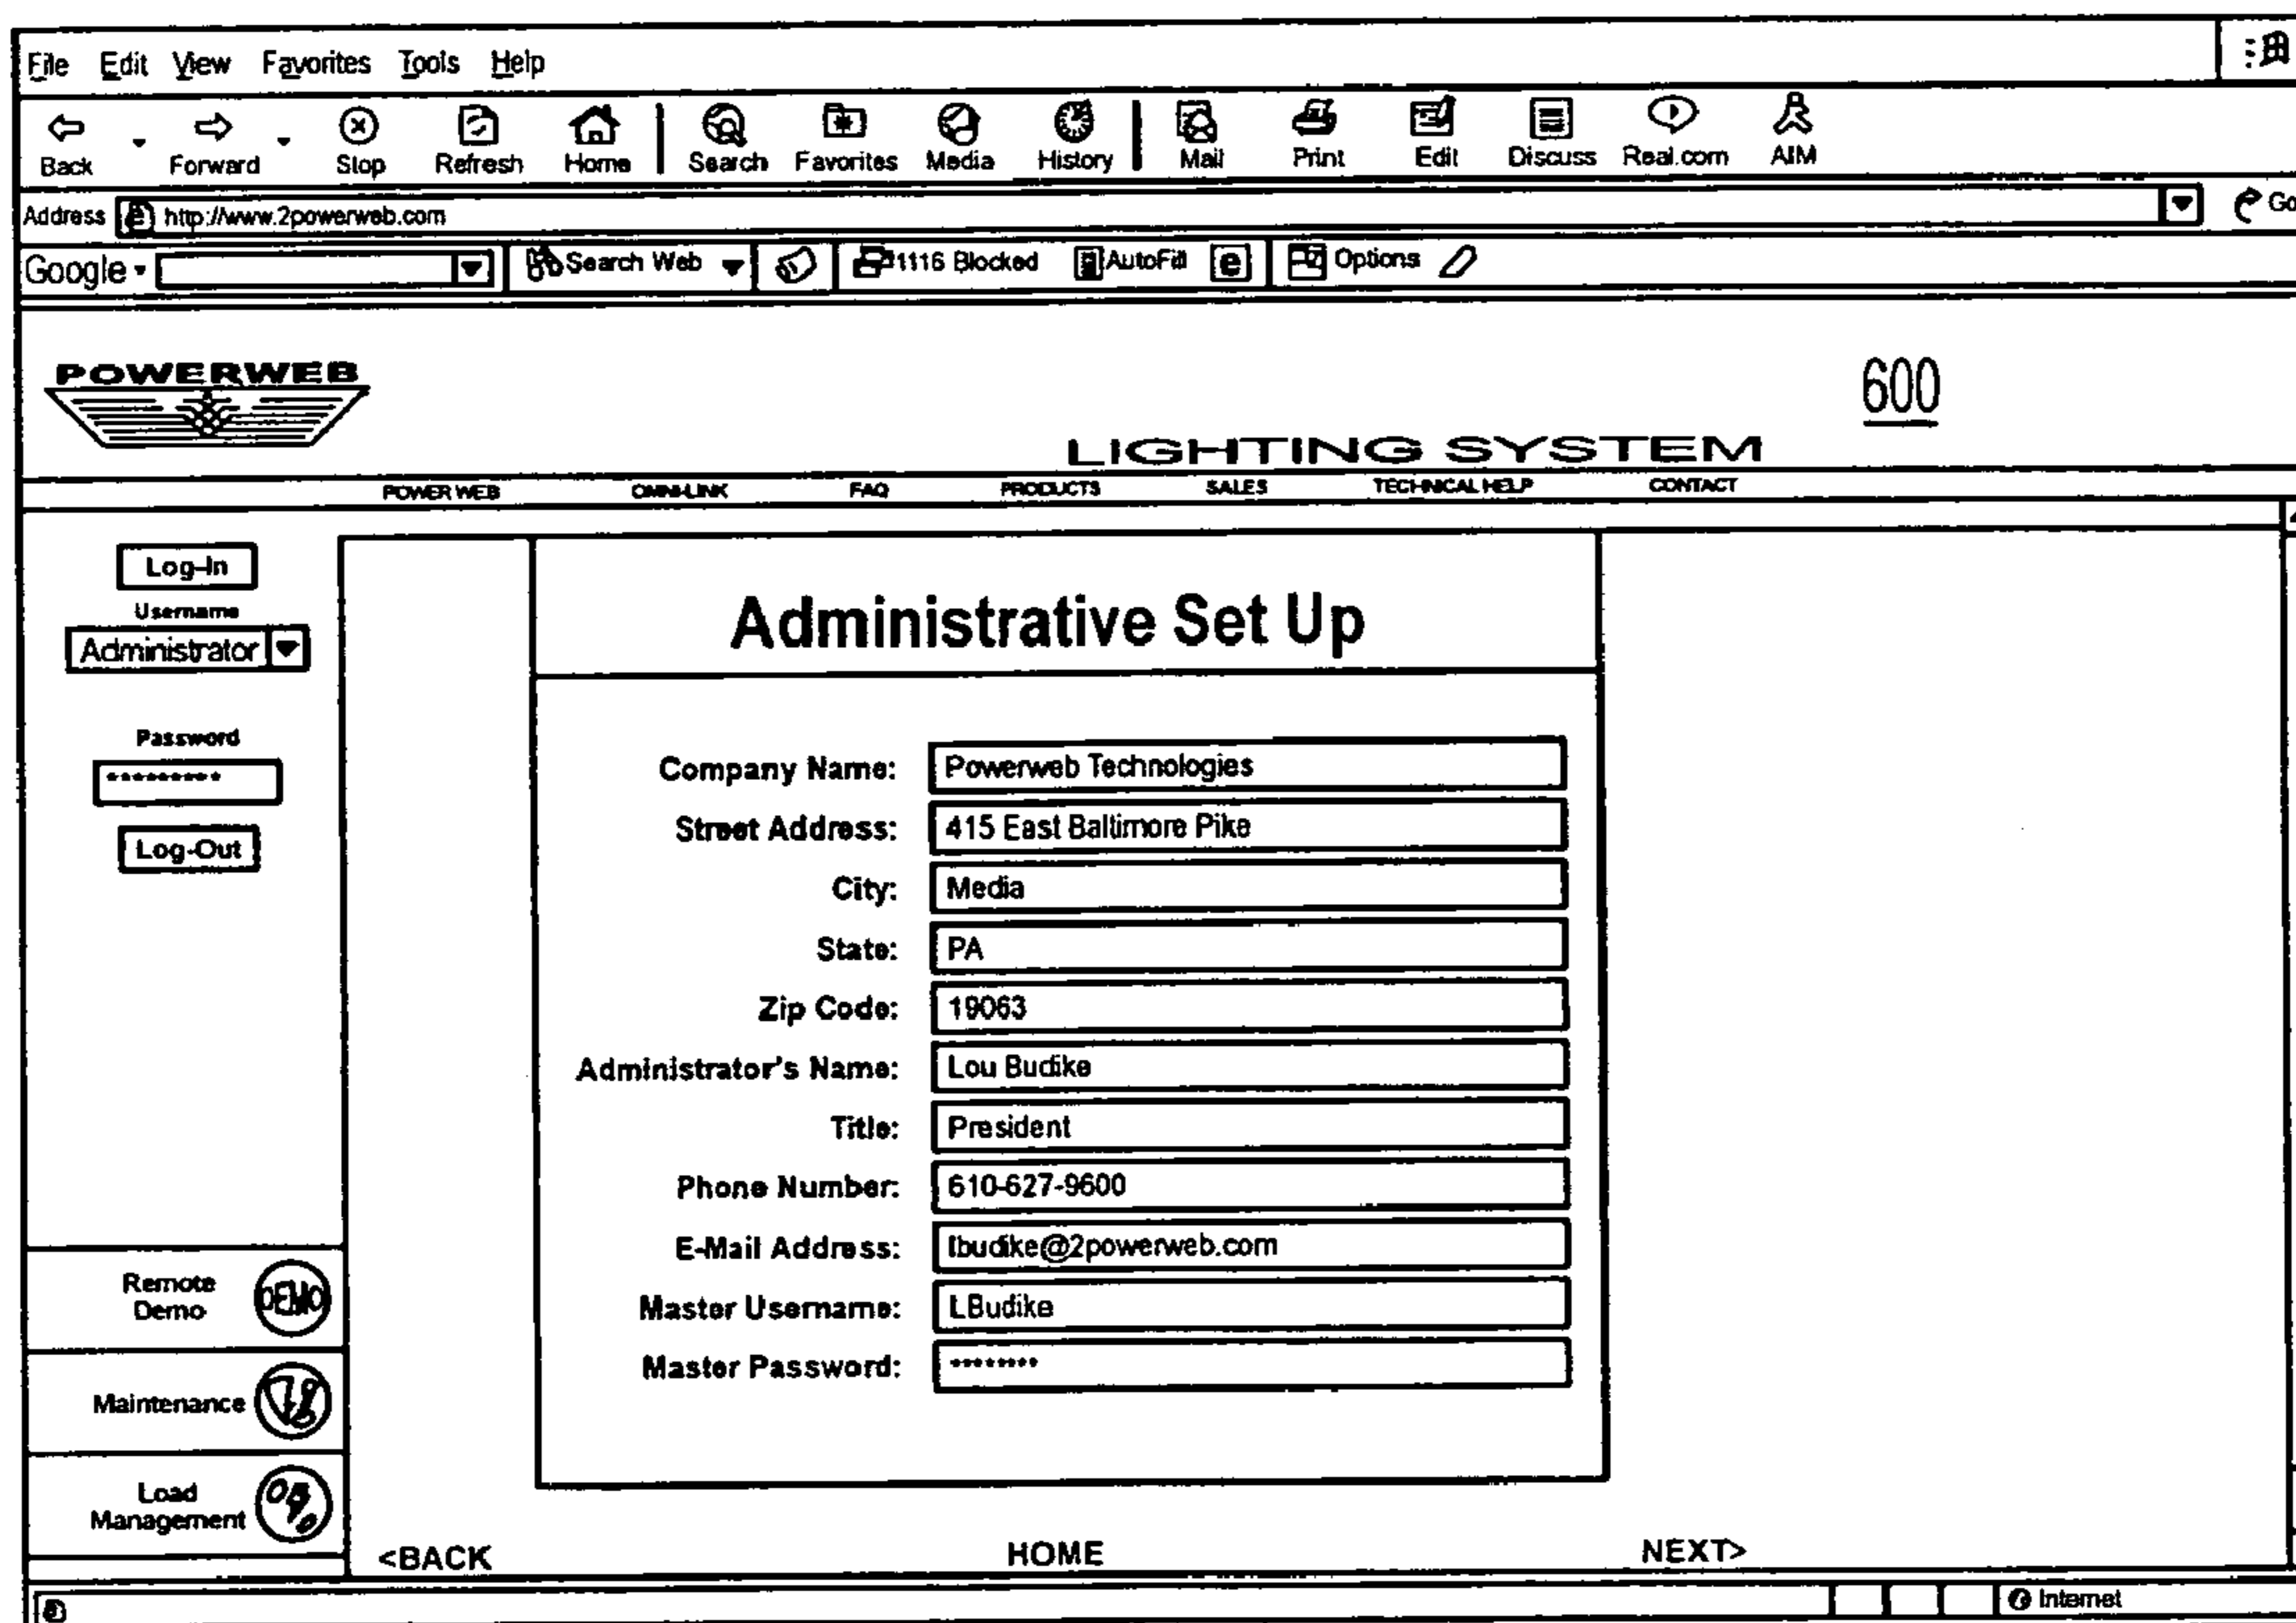 File Edit View Favorites Tools Help
Back Forward Stop Refresh Home Search Favorites Media History Mail Print Edit Discuss Real.com AIM
Address http://www.2powerweb.com Go
Google Search Web 1116 Blocked AutoFill Options
POWERWEB
600
LIGHTING SYSTEM
POWER WEB OMNI-LINK FAQ PRODUCTS SALES TECHNICAL HELP CONTACT
Log-In
Username
Administrator
Password
*********
Log-Out
Administrative Set Up
Company Name: Powerweb Technologies
Street Address: 415 East Baltimore Pike
City: Media
State: PA
Zip Code: 19063
Administrator's Name: Lou Budike
Title: President
Phone Number: 610-627-9600
E-Mail Address: lbudike@2powerweb.com
Master Username: LBudike
Master Password: ********
Remote
Demo
DEMO
Maintenance
Load
Management
<BACK HOME NEXT>
Internet